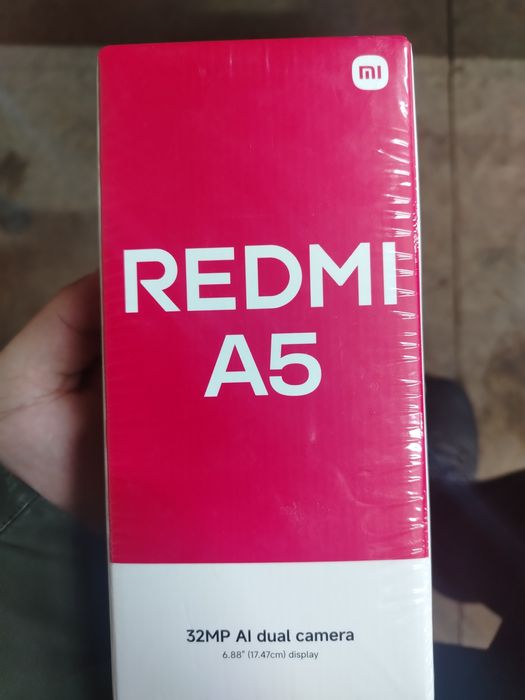 mi
REDMI
A5
32MP AI dual camera
6.88" (17.47cm) display